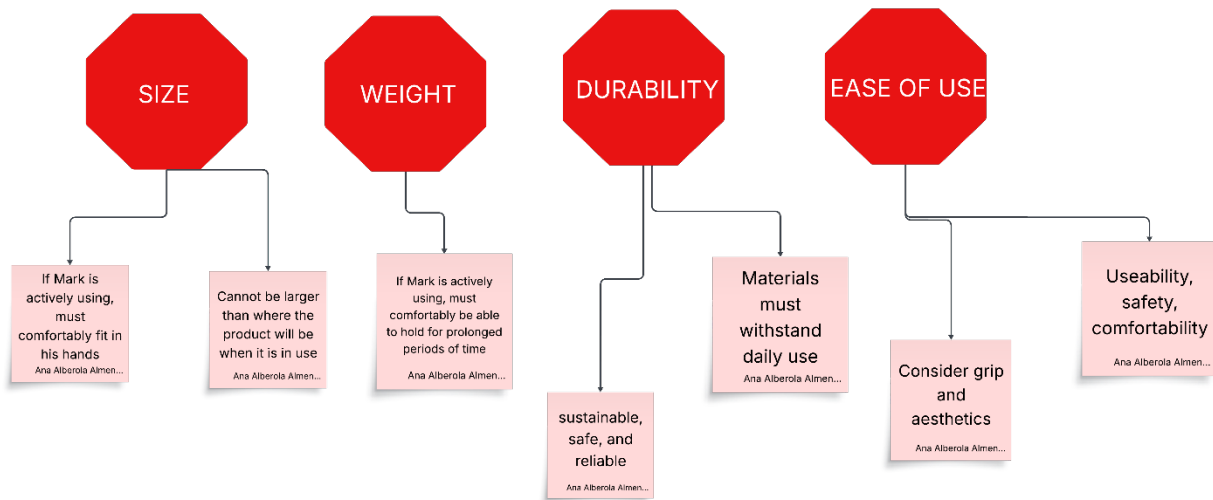 SIZE
WEIGHT
DURABILITY
EASE OF USE
If Mark is
actively using,
must
comfortably fit in
his hands
Ana Alberola Almen...
Cannot be larger
than where the
product will be
when it is in use
Ana Alberola Almen...
If Mark is actively
using, must
comfortably be able
to hold for prolonged
periods of time
Ana Alberola Almen...
sustainable,
safe, and
reliable
Ana Alberola Almen...
Materials
must
withstand
daily use
Ana Alberola Almen...
Consider grip
and
aesthetics
Ana Alberola Almen...
Useability,
safety,
comfortability
Ana Alberola Almen...